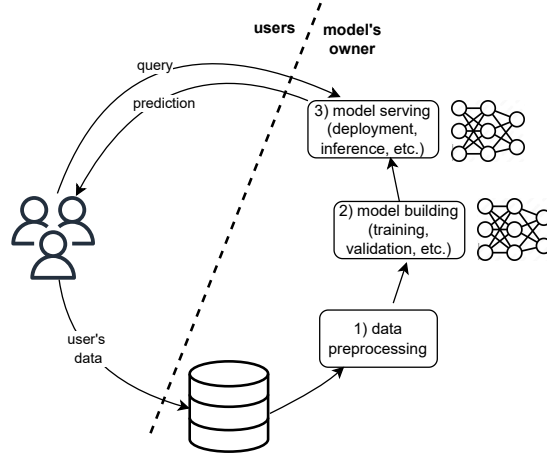 users
model's
owner
query
prediction
3) model serving
(deployment,
inference, etc.)
2) model building
(training,
validation, etc.)
1) data
preprocessing
user's
data